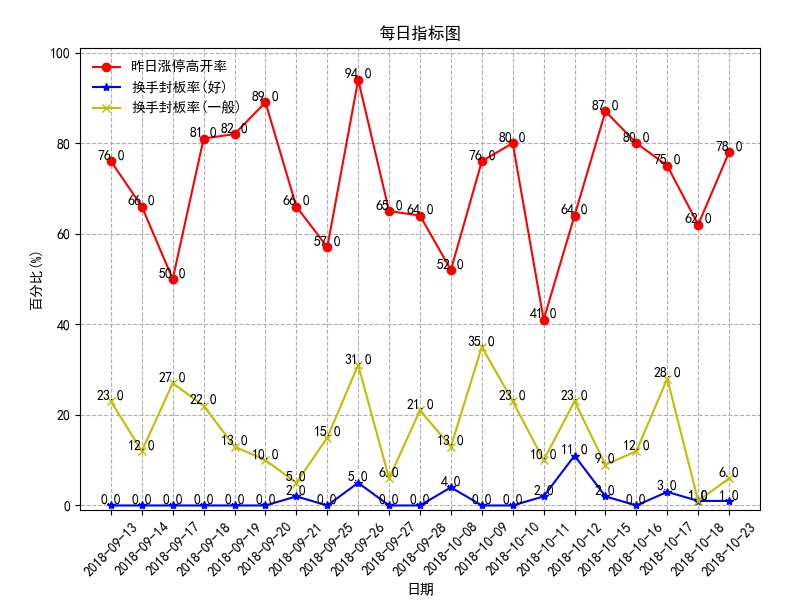 每日指标图
昨日涨停高开率
换手封板率(好)
换手封板率(一般)
百分比(%)
100
80
60
40
20
0
76.0 66.0 50.0 81.0 82.0 89.0 66.0 57.0 94.0 65.0 64.0 52.0 76.0 80.0 41.0 64.0 87.0 80.0 75.0 62.0 78.0
23.0 12.0 27.0 22.0 13.0 10.0 5.0 15.0 31.0 6.0 21.0 13.0 35.0 23.0 10.0 23.0 9.0 12.0 28.0 1.0 6.0
0.0 0.0 0.0 0.0 0.0 0.0 2.0 0.0 5.0 0.0 0.0 4.0 0.0 0.0 2.0 11.0 2.0 0.0 3.0 1.0 1.0
2018-09-13 2018-09-14 2018-09-17 2018-09-18 2018-09-19 2018-09-20 2018-09-21 2018-09-25 2018-09-26 2018-09-27 2018-09-28 2018-10-08 2018-10-09 2018-10-10 2018-10-11 2018-10-12 2018-10-15 2018-10-16 2018-10-17 2018-10-18 2018-10-23
日期